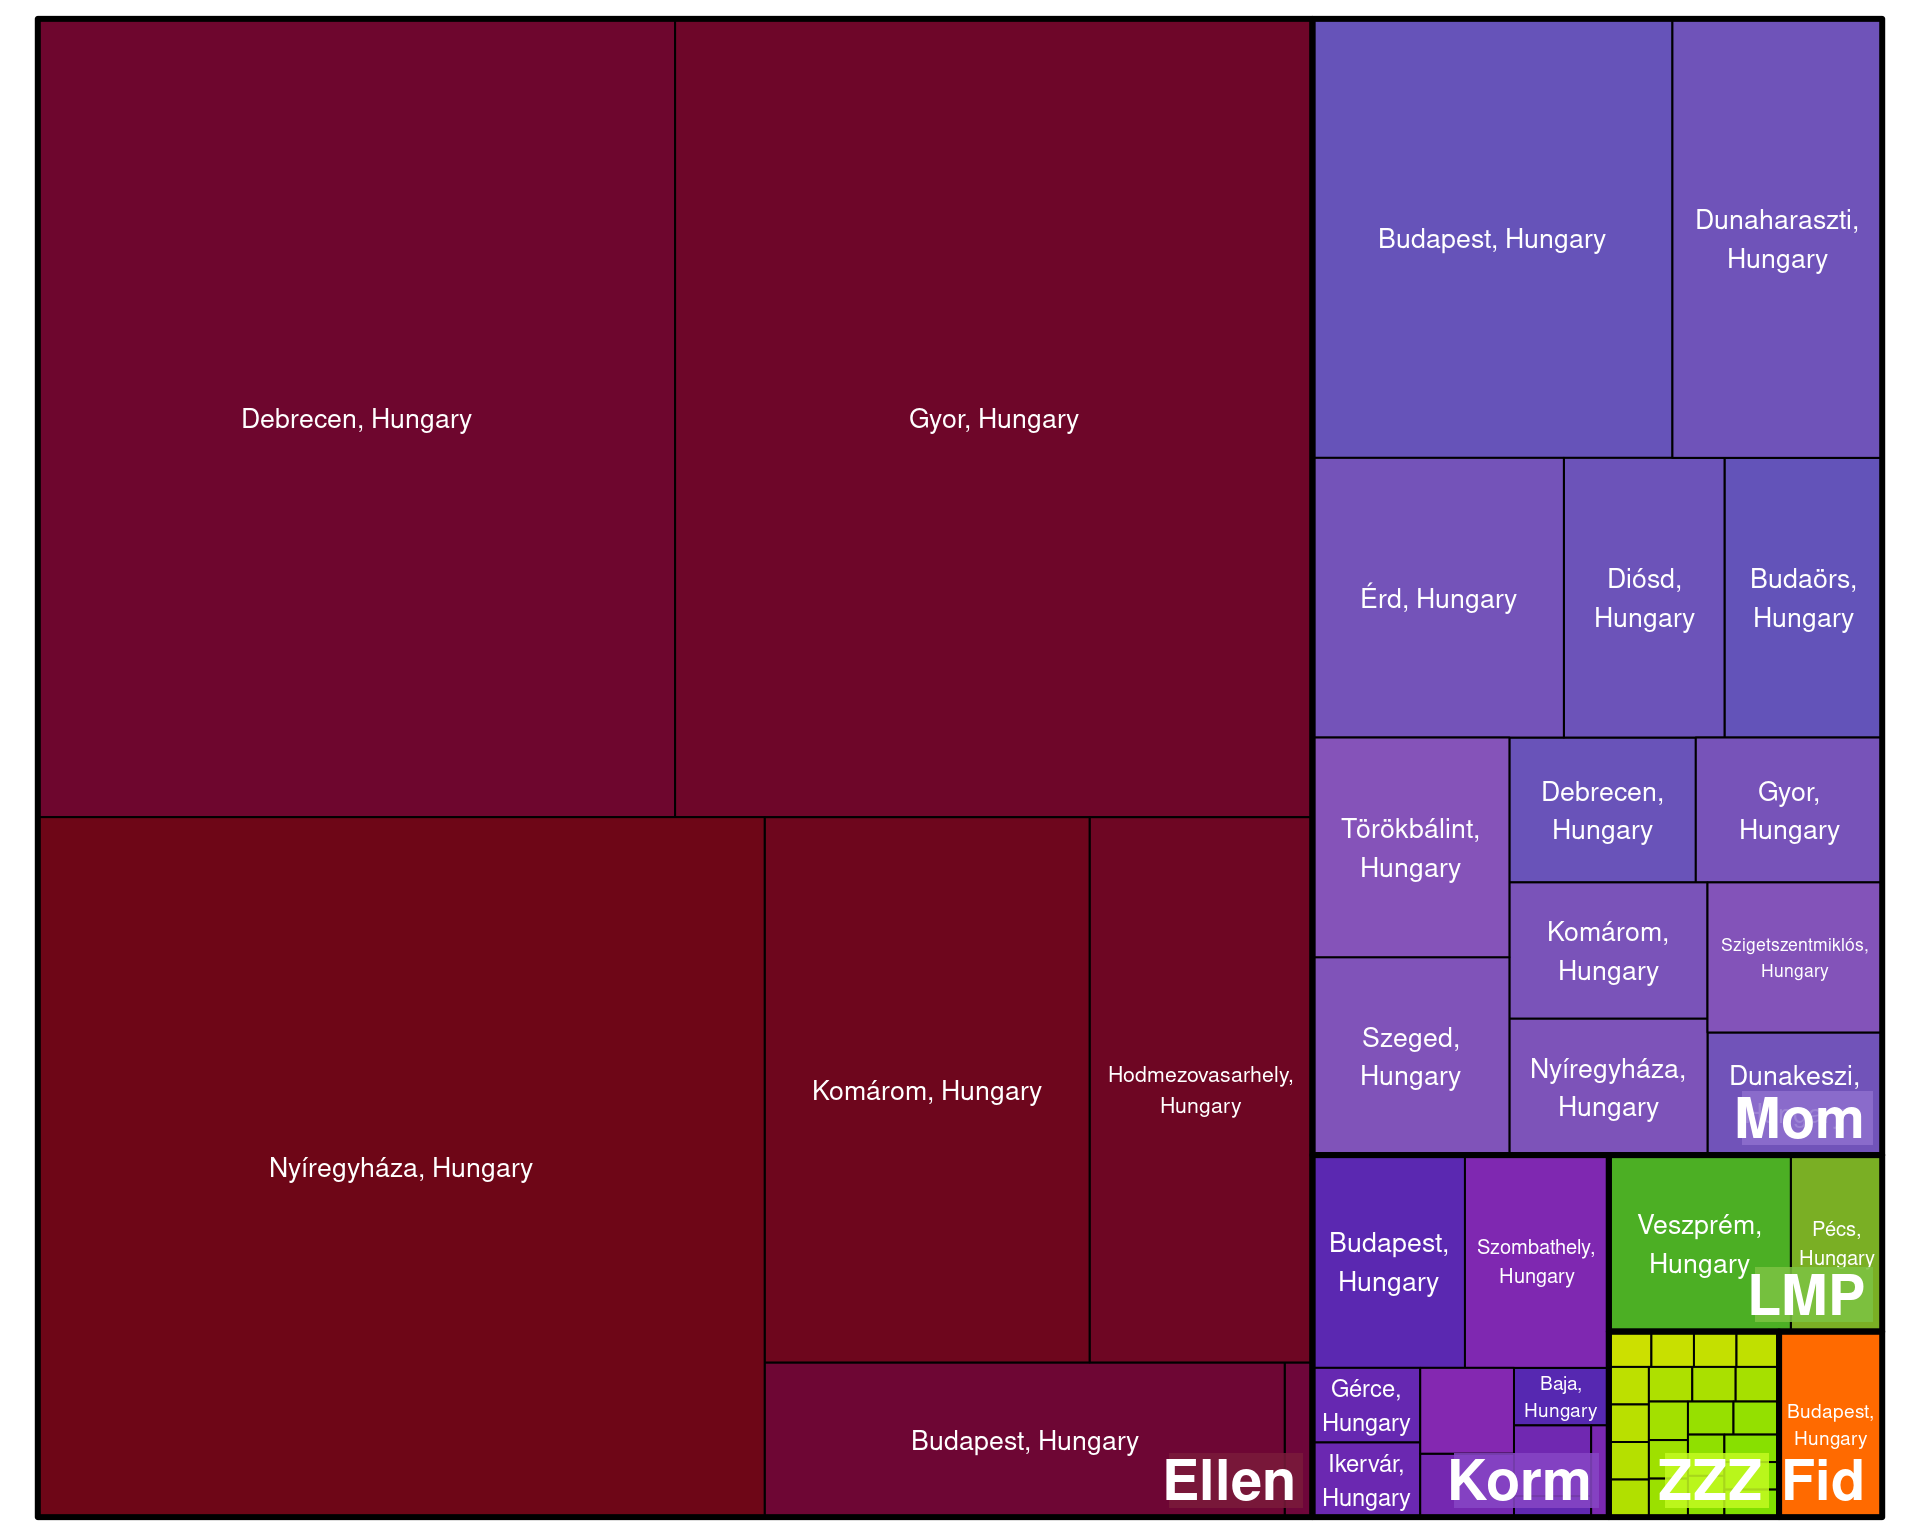 Debrecen, Hungary
Gyor, Hungary
Nyíregyháza, Hungary
Komárom, Hungary
Hodmezovasarhely,
Hungary
Budapest, Hungary
Ellen
Budapest, Hungary
Dunaharaszti,
Hungary
Érd, Hungary
Diósd,
Hungary
Budaörs,
Hungary
Törökbálint,
Hungary
Debrecen,
Hungary
Gyor,
Hungary
Komárom,
Hungary
Szigetszentmiklós,
Hungary
Szeged,
Hungary
Nyíregyháza,
Hungary
Dunakeszi,
Mom
Budapest,
Hungary
Szombathely,
Hungary
Gérce,
Hungary
Baja,
Hungary
Ikervár,
Hungary
Korm
Veszprém,
Hungary
Pécs,
Hungary
LMP
ZZZ
Budapest,
Hungary
Fid